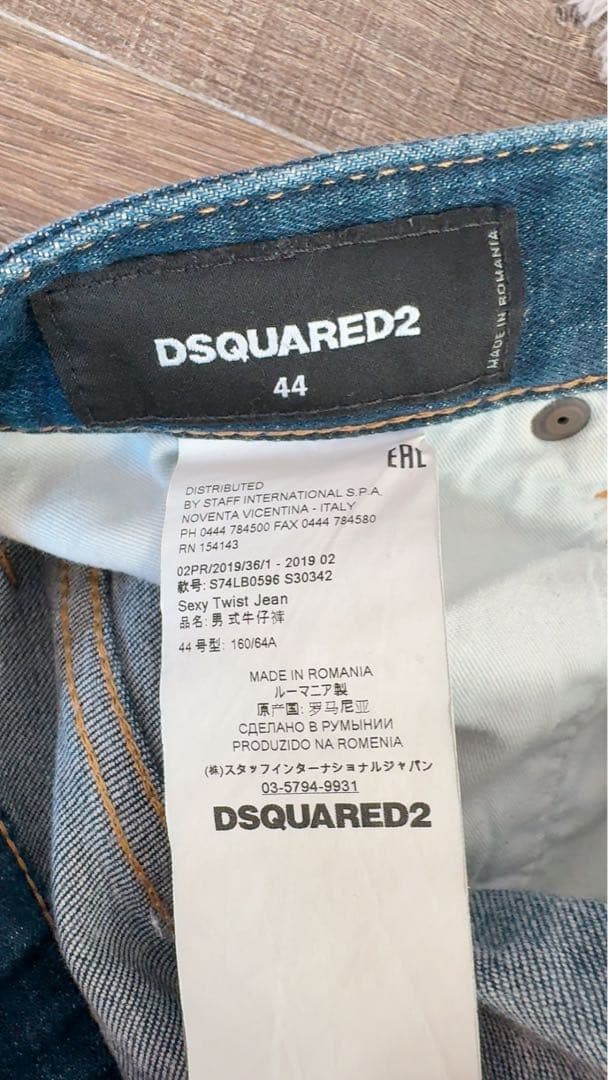 DSQUARED2
44
MADE IN ROMANIA
EAC
DISTRIBUTED
BY STAFF INTERNATIONAL S.P.A.
NOVENTA VICENTINA - ITALY
PH 0444 784500 FAX 0444 784580
RN 154143
02PR/2019/36/1 - 2019 02
款号: S74LB0596 S30342
Sexy Twist Jean
品名: 男式牛仔裤
44 号型: 160/64A
MADE IN ROMANIA
ルーマニア製
原产国: 罗马尼亚
СДЕЛАНО В РУМЫНИИ
PRODUZIDO NA ROMENIA
(株)スタッフインターナショナルジャパン
03-5794-9931
DSQUARED2